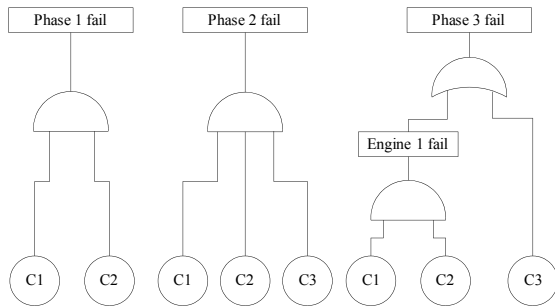 Phase 1 fail
Phase 2 fail
Phase 3 fail
Engine 1 fail
C1
C2
C1
C2
C3
C1
C2
C3